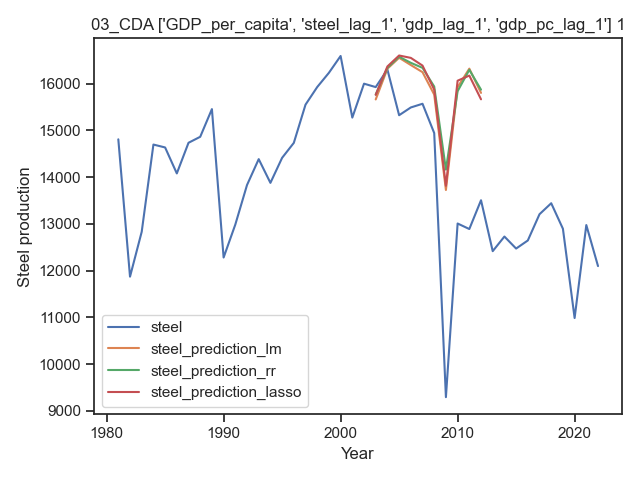 03_CDA ['GDP_per_capita', 'steel_lag_1', 'gdp_lag_1', 'gdp_pc_lag_1'] 1
Steel production
16000
15000
14000
13000
12000
11000
10000
9000
steel
steel_prediction_lm
steel_prediction_rr
steel_prediction_lasso
1980
1990
2000
2010
2020
Year